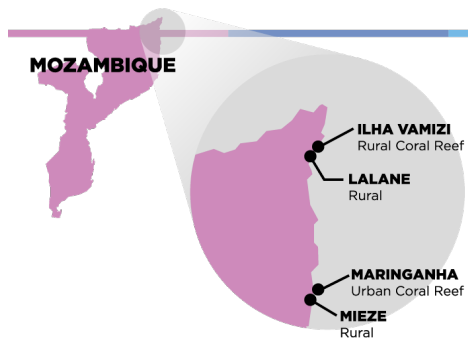 MOZAMBIQUE
ILHA VAMIZI
Rural Coral Reef
LALANE
Rural
MARINGANHA
Urban Coral Reef
MIEZE
Rural